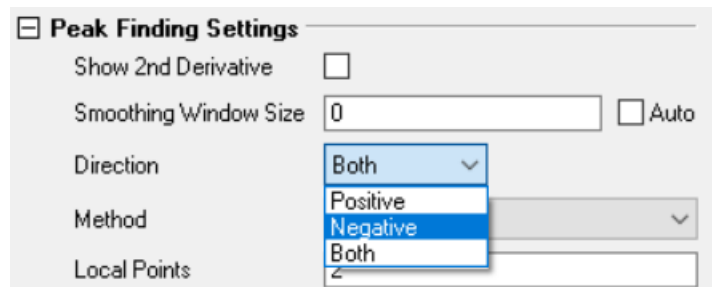 Peak Finding Settings
Show 2nd Derivative
Smoothing Window Size 0 Auto
Direction Both
Positive
Method Negative
Both
Local Points 2